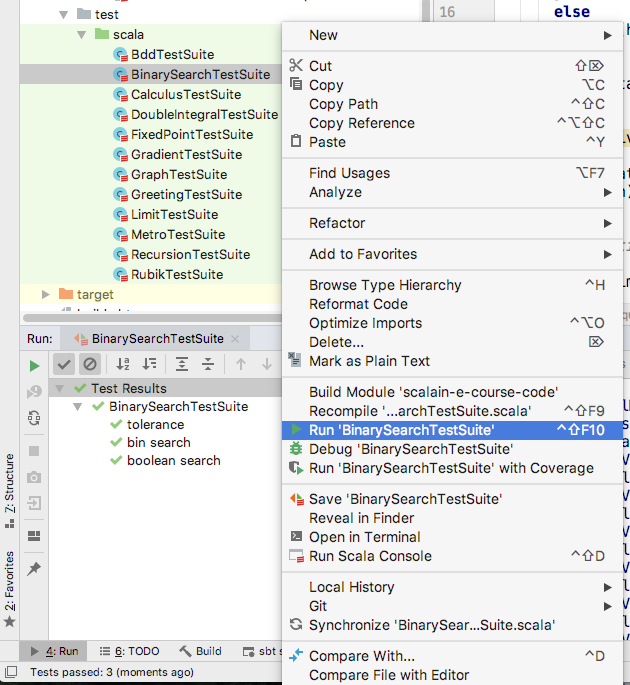 test
scala
BddTestSuite
BinarySearchTestSuite
CalculusTestSuite
DoubleIntegralTestSuite
FixedPointTestSuite
GradientTestSuite
GraphTestSuite
GreetingTestSuite
LimitTestSuite
MetroTestSuite
RecursionTestSuite
RubikTestSuite
target
16
else
New
Cut ⇧⌦
Copy ⌥C
Copy Path ^⇧C
Copy Reference ^⌥⇧C
Paste ^Y
Find Usages ⌥F7
Analyze
Refactor
Add to Favorites
Browse Type Hierarchy ^H
Reformat Code
Optimize Imports ^⌥O
Delete... ⌦
Mark as Plain Text
Build Module 'scalain-e-course-code'
Recompile '...archTestSuite.scala' ^⇧F9
Run 'BinarySearchTestSuite' ^⇧F10
Debug 'BinarySearchTestSuite'
Run 'BinarySearchTestSuite' with Coverage
Save 'BinarySearchTestSuite'
Reveal in Finder
Open in Terminal
Run Scala Console ^⇧D
Local History
Git
Synchronize 'BinarySear...Suite.scala'
Compare With... ^D
Compare File with Editor
Run: BinarySearchTestSuite
Test Results
BinarySearchTestSuite
tolerance
bin search
boolean search
Z: Structure
2: Favorites
4: Run 6: TODO Build sbt s
Tests passed: 3 (moments ago)